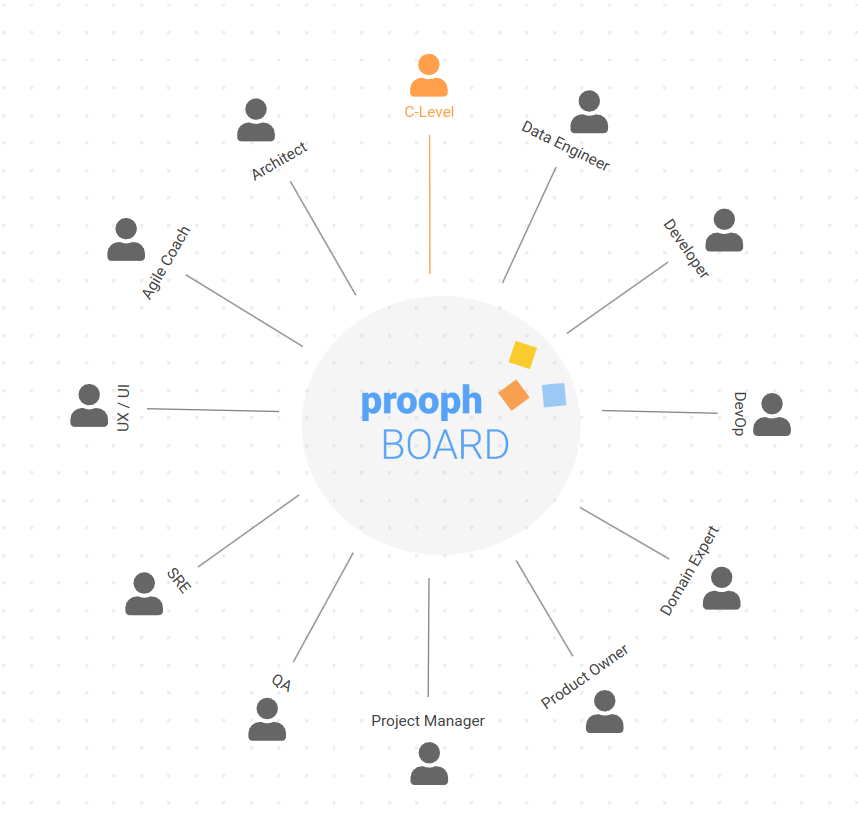 C-Level
Data Engineer
Architect
Developer
Agile Coach
UX / UI
prooph
BOARD
DevOp
SRE
Domain Expert
QA
Product Owner
Project Manager